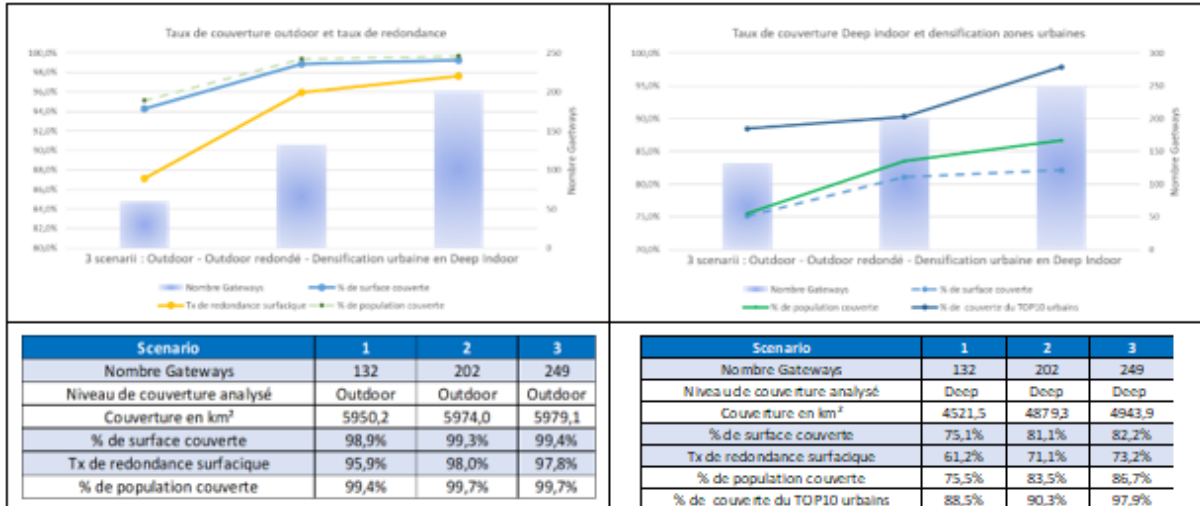 Taux de couverture outdoor et taux de redondance
100,0%
98,0%
96,0%
94,0%
92,0%
90,0%
88,0%
86,0%
84,0%
82,0%
80,0%
250
200
150
100
50
0
Nombre Gaetways
3 scenarii : Outdoor - Outdoor redondé - Densification urbaine en Deep Indoor
Nombre Gateways
% de surface couverte
Tx de redondance surfacique
% de population couverte
Taux de couverture Deep indoor et densification zones urbaines
100,0%
95,0%
90,0%
85,0%
80,0%
75,0%
70,0%
300
250
200
150
100
50
0
Nombre Gaetways
3 scenarii : Outdoor - Outdoor redondé - Densification urbaine en Deep Indoor
Nombre Gateways
% de surface couverte
% de population couverte
% de couverte du TOP10 urbains
Scenario 1 2 3
Nombre Gateways 132 202 249
Niveau de couverture analysé Outdoor Outdoor Outdoor
Couverture en km² 5950,2 5974,0 5979,1
% de surface couverte 98,9% 99,3% 99,4%
Tx de redondance surfacique 95,9% 98,0% 97,8%
% de population couverte 99,4% 99,7% 99,7%
Scenario 1 2 3
Nombre Gateways 132 202 249
Niveau de couverture analysé Deep Deep Deep
Couverture en km² 4521,5 4879,3 4943,9
% de surface couverte 75,1% 81,1% 82,2%
Tx de redondance surfacique 61,2% 71,1% 73,2%
% de population couverte 75,5% 83,5% 86,7%
% de couverte du TOP10 urbains 88,5% 90,3% 97,9%